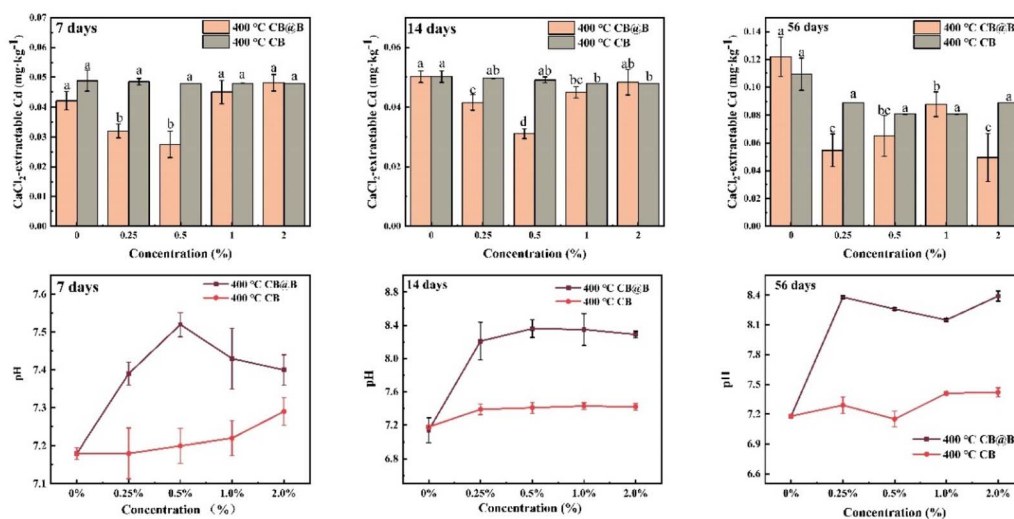 7 days
400 °C CB@B
400 °C CB
CaCl₂-extractable Cd (mg·kg⁻¹)
0.05
0.04
0.03
0.02
0.01
0.00
a a b a b a a a a a
0 0.25 0.5 1 2
Concentration (%)
14 days
400 °C CB@B
400 °C CB
CaCl₂-extractable Cd (mg·kg⁻¹)
0.06
0.04
0.02
0.00
a a c ab d ab bc b ab b
0 0.25 0.5 1 2
Concentration (%)
56 days
400 °C CB@B
400 °C CB
CaCl₂-extractable Cd (mg·kg⁻¹)
0.12
0.10
0.08
0.06
0.04
0.02
0.00
a a c a bc a b a c a
0 0.25 0.5 1 2
Concentration (%)
7 days
400 °C CB@B
400 °C CB
pH
7.6
7.5
7.4
7.3
7.2
7.1
0% 0.25% 0.5% 1.0% 2.0%
Concentration （%）
14 days
400 °C CB@B
400 °C CB
pH
8.8
8.4
8.0
7.6
7.2
6.8
0% 0.25% 0.5% 1.0% 2.0%
Concentration (%)
56 days
pH
8.4
8.1
7.8
7.5
7.2
6.9
6.6
400 °C CB@B
400 °C CB
0% 0.25% 0.5% 1.0% 2.0%
Concentration (%)